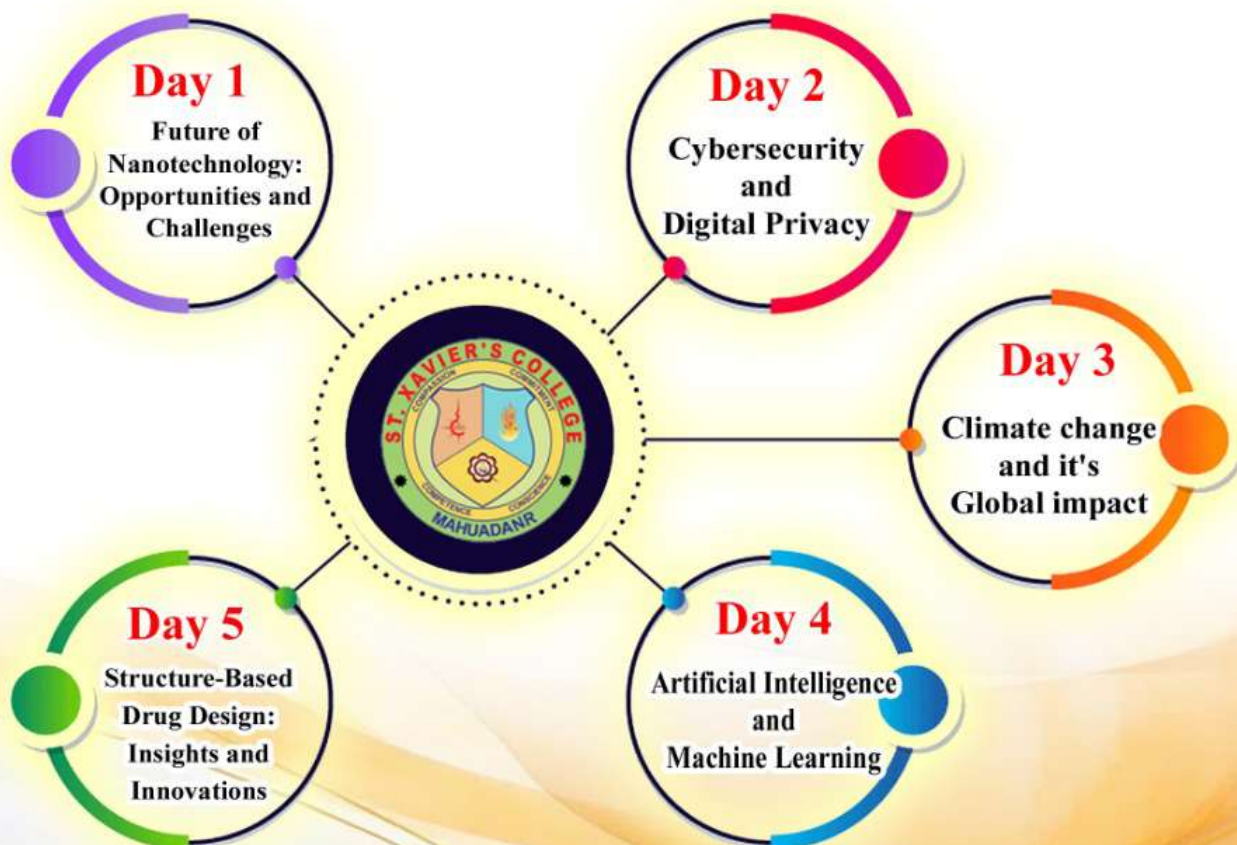 Day 1
Future of
Nanotechnology:
Opportunities and
Challenges
Day 2
Cybersecurity
and
Digital Privacy
Day 3
Climate change
and it's
Global impact
Day 4
Artificial Intelligence
and
Machine Learning
Day 5
Structure-Based
Drug Design:
Insights and
Innovations
ST. XAVIER'S COLLEGE
COMPASSION
COMMITMENT
COMPETENCE
CONSCIENCE
MAHUADANR